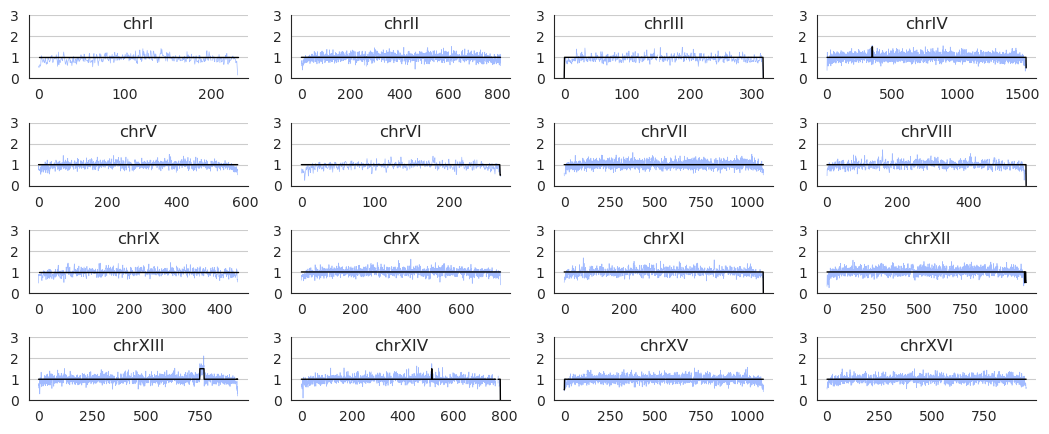 3 chrI 3 chrII 3 chrIII 3 chrIV
2 2 2 2
1 1 1 1
0 0 0 0
0 100 200 0 200 400 600 800 0 100 200 300 0 500 1000 1500
3 chrV 3 chrVI 3 chrVII 3 chrVIII
2 2 2 2
1 1 1 1
0 0 0 0
0 200 400 600 0 100 200 0 250 500 750 1000 0 200 400
3 chrIX 3 chrX 3 chrXI 3 chrXII
2 2 2 2
1 1 1 1
0 0 0 0
0 100 200 300 400 0 200 400 600 0 200 400 600 0 250 500 750 1000
3 chrXIII 3 chrXIV 3 chrXV 3 chrXVI
2 2 2 2
1 1 1 1
0 0 0 0
0 250 500 750 0 200 400 600 800 0 250 500 750 1000 0 250 500 750